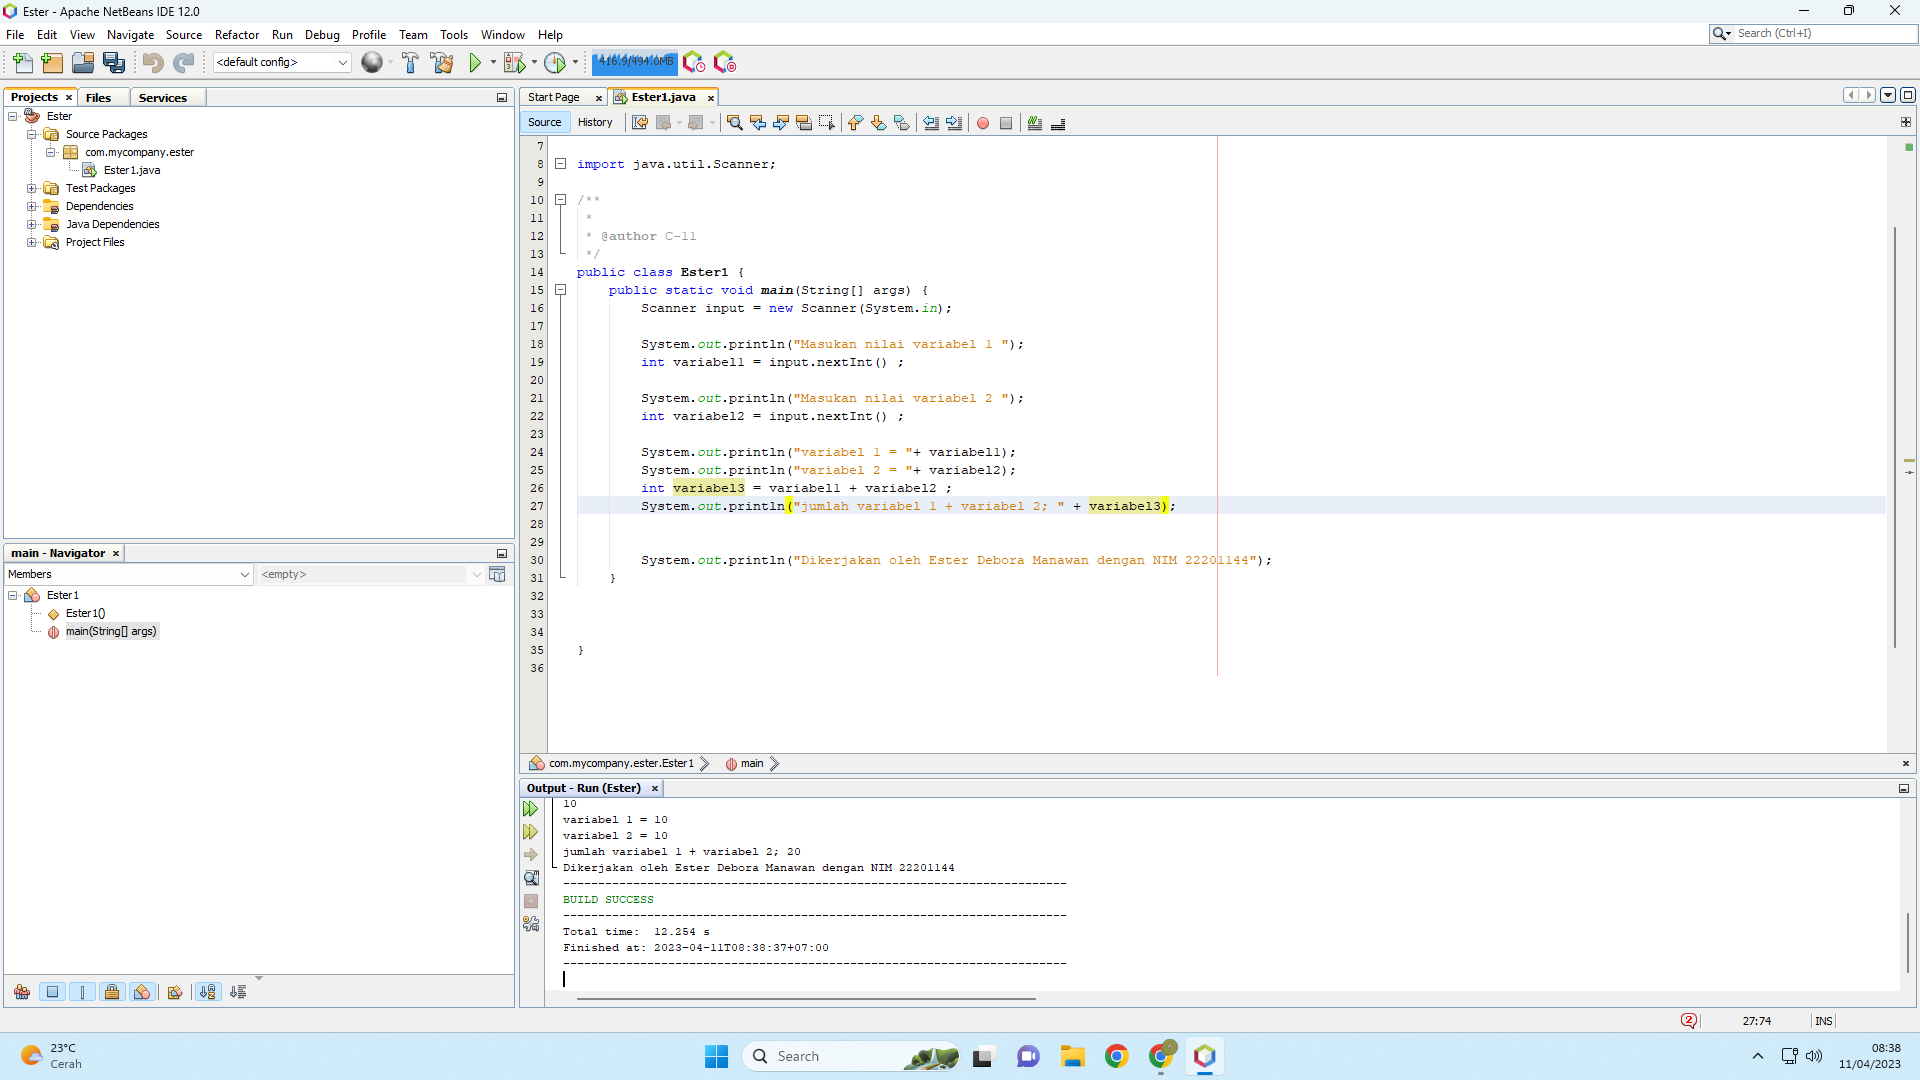 Ester - Apache NetBeans IDE 12.0
File Edit View Navigate Source Refactor Run Debug Profile Team Tools Window Help
Search (Ctrl+I)
<default config>
416.9/494.0MB
Projects Files Services
Ester
Source Packages
com.mycompany.ester
Ester1.java
Test Packages
Dependencies
Java Dependencies
Project Files
main - Navigator
Members
<empty>
Ester1
Ester1()
main(String[] args)
Start Page Ester1.java
Source History
7
8 import java.util.Scanner;
9
10 /**
11 *
12 * @author C-11
13 */
14 public class Ester1 {
15 public static void main(String[] args) {
16 Scanner input = new Scanner(System.in);
17
18 System.out.println("Masukan nilai variabel 1 ");
19 int variabel1 = input.nextInt() ;
20
21 System.out.println("Masukan nilai variabel 2 ");
22 int variabel2 = input.nextInt() ;
23
24 System.out.println("variabel 1 = "+ variabel1);
25 System.out.println("variabel 2 = "+ variabel2);
26 int variabel3 = variabel1 + variabel2 ;
27 System.out.println("jumlah variabel 1 + variabel 2; " + variabel3);
28
29
30 System.out.println("Dikerjakan oleh Ester Debora Manawan dengan NIM 22201144");
31 }
32
33
34
35 }
36
com.mycompany.ester.Ester1 main
Output - Run (Ester)
10
variabel 1 = 10
variabel 2 = 10
jumlah variabel 1 + variabel 2; 20
Dikerjakan oleh Ester Debora Manawan dengan NIM 22201144
------------------------------------------------------------------------
BUILD SUCCESS
------------------------------------------------------------------------
Total time:  12.254 s
Finished at: 2023-04-11T08:38:37+07:00
------------------------------------------------------------------------
2 27:74 INS
23°C
Cerah
Search
08:38
11/04/2023